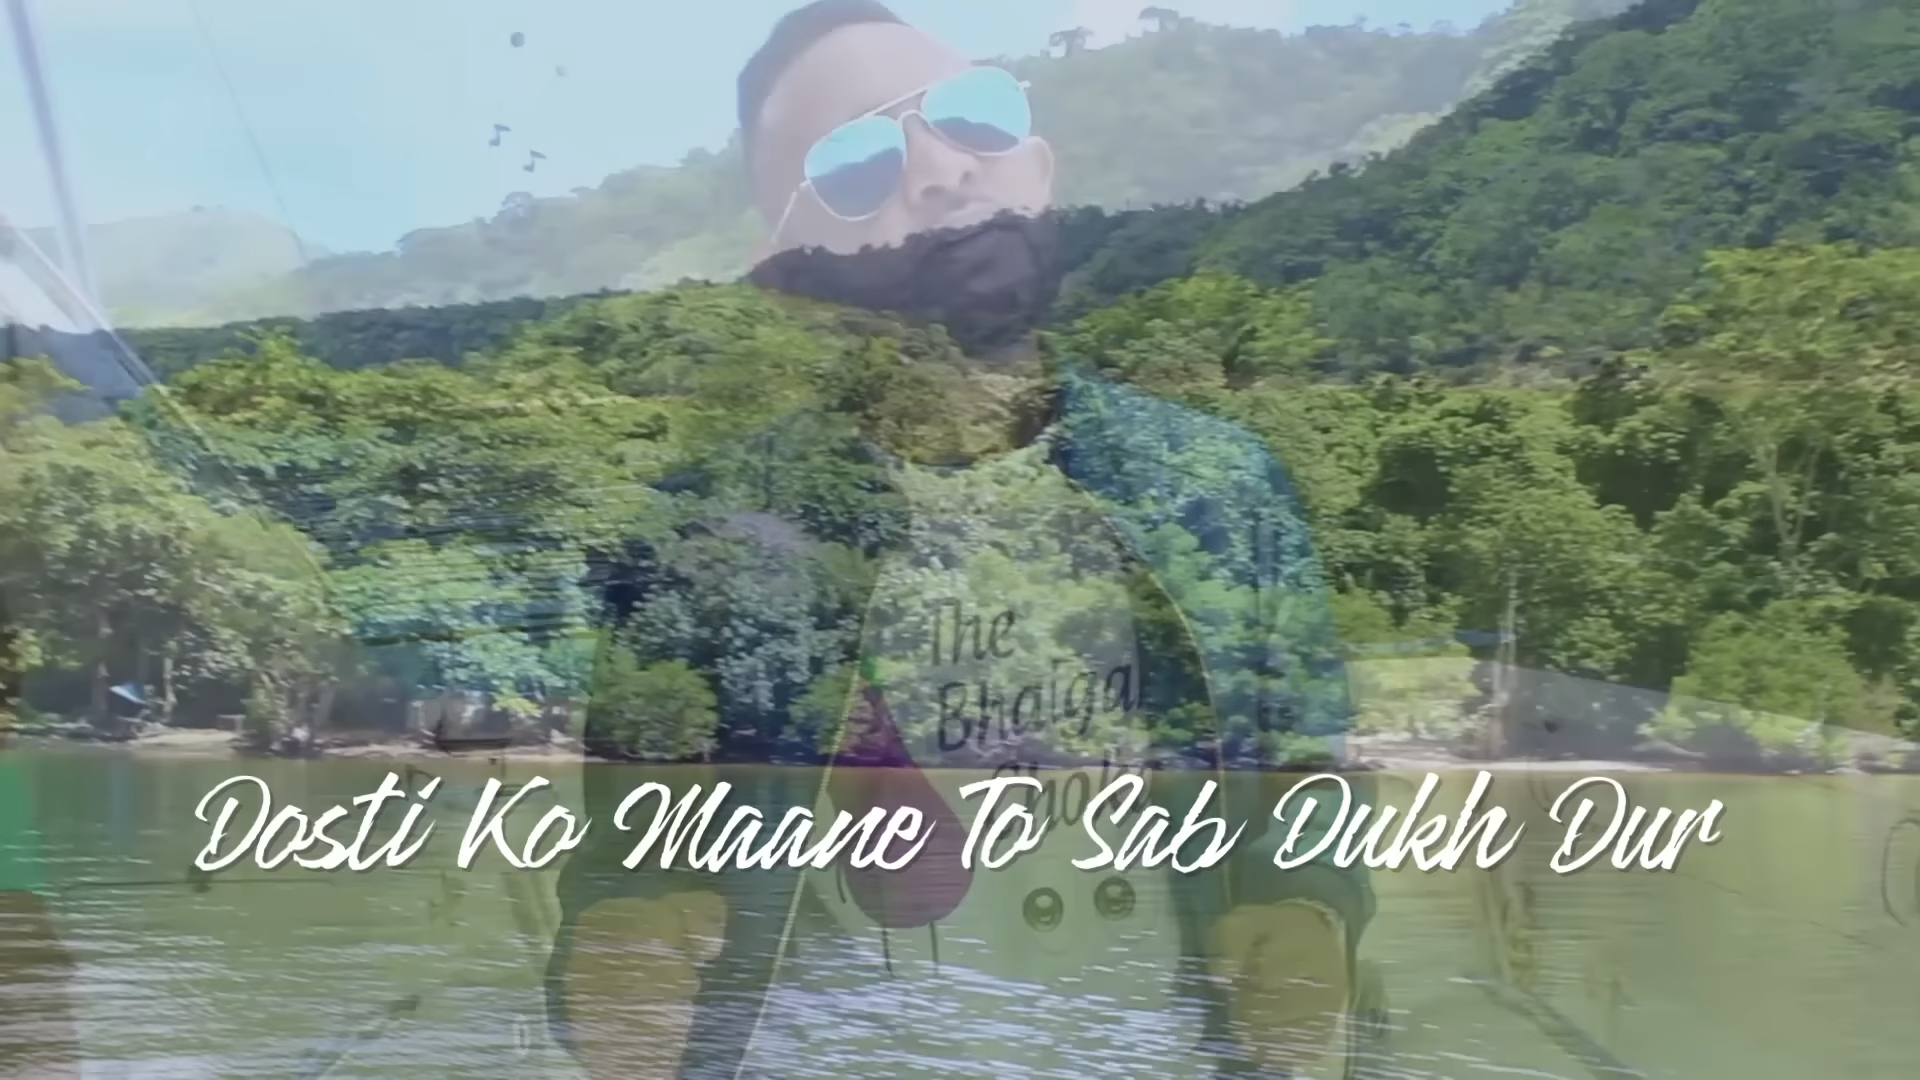 The
Bhaiga
Dosti Ko Maane To Sab Dukh Dur